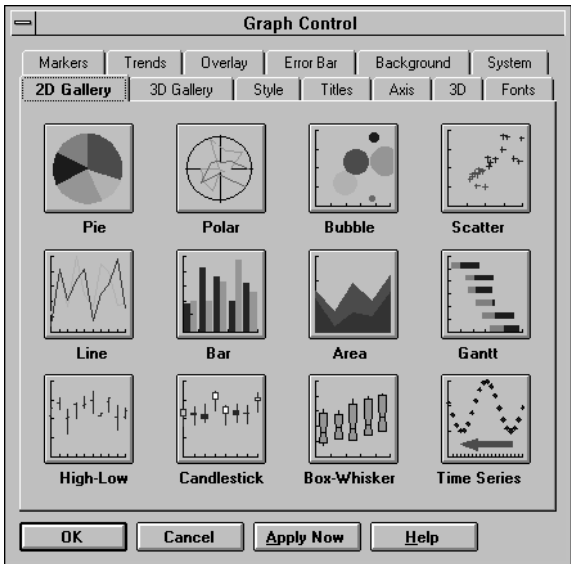 Graph Control
Markers Trends Overlay Error Bar Background System
2D Gallery 3D Gallery Style Titles Axis 3D Fonts
Pie Polar Bubble Scatter
Line Bar Area Gantt
High-Low Candlestick Box-Whisker Time Series
OK Cancel Apply Now Help